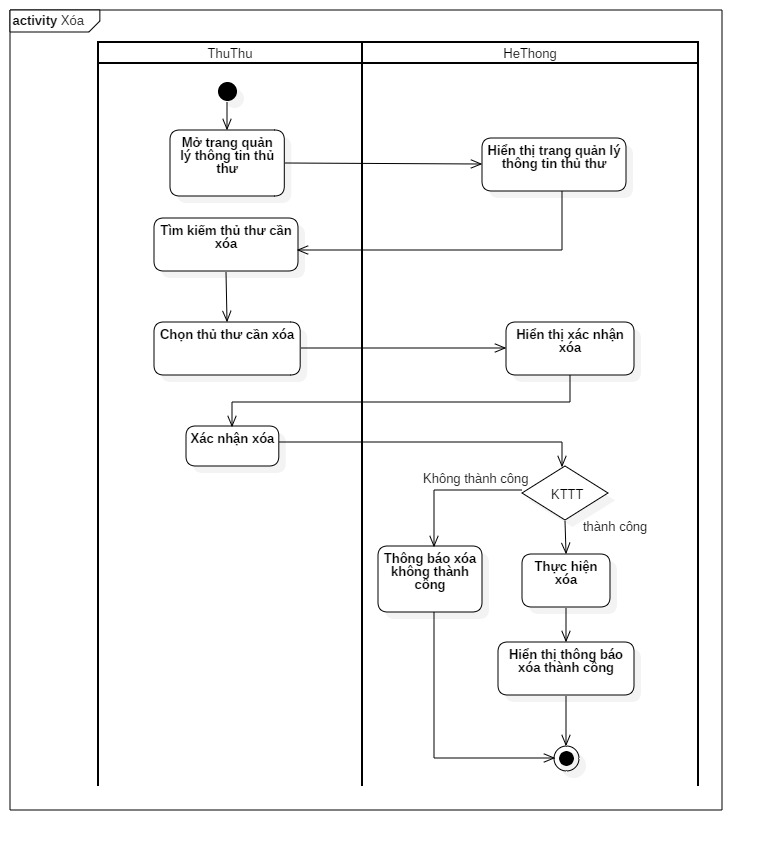 activity Xóa
ThuThu
HeThong
Mở trang quản
lý thông tin thủ
thư
Hiển thị trang quản lý
thông tin thủ thư
Tìm kiếm thủ thư cần
xóa
Chọn thủ thư cần xóa
Hiển thị xác nhận
xóa
Xác nhận xóa
KTTT
Không thành công
thành công
Thông báo xóa
không thành
công
Thực hiện
xóa
Hiển thị thông báo
xóa thành công